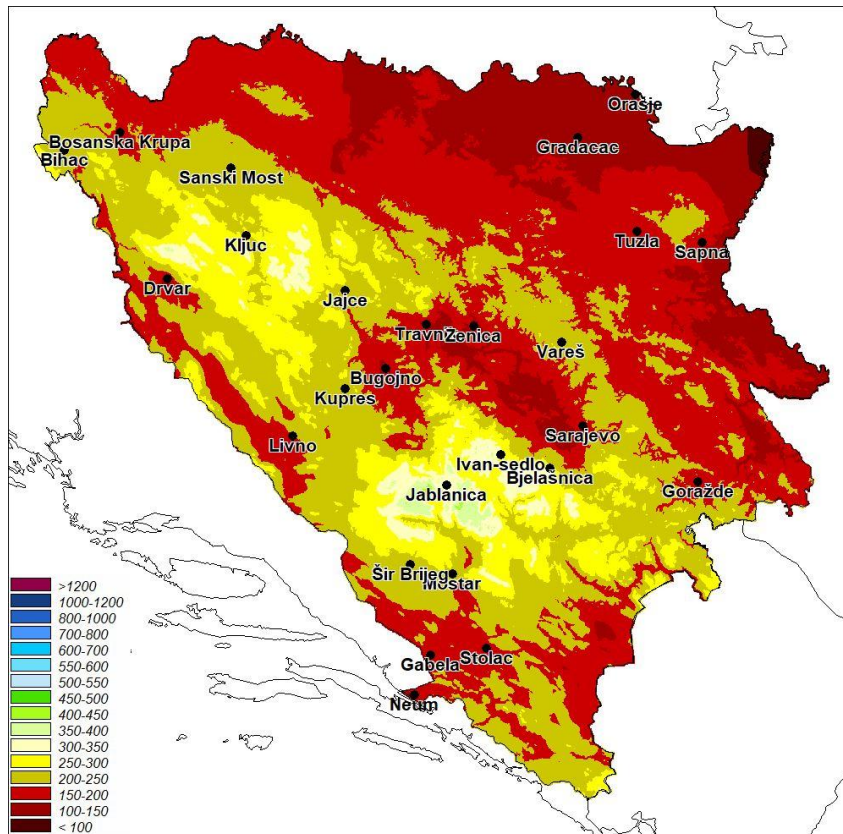 Orašje
Gradacac
Bosanska Krupa
Bihac
Sanski Most
Tuzla
Kljuc
Sapna
Drvar
Jajce
Zenica
Vareš
Bugojno
Kupres
Sarajevo
Livno
Ivan-sedlo
Bjelašnica
Goražde
Jablanica
Šir Brijeg
Mostar
Stolac
Gabela
Neum
>1200
1000-1200
800-1000
700-800
600-700
550-600
500-550
450-500
400-450
350-400
300-350
250-300
200-250
150-200
100-150
< 100